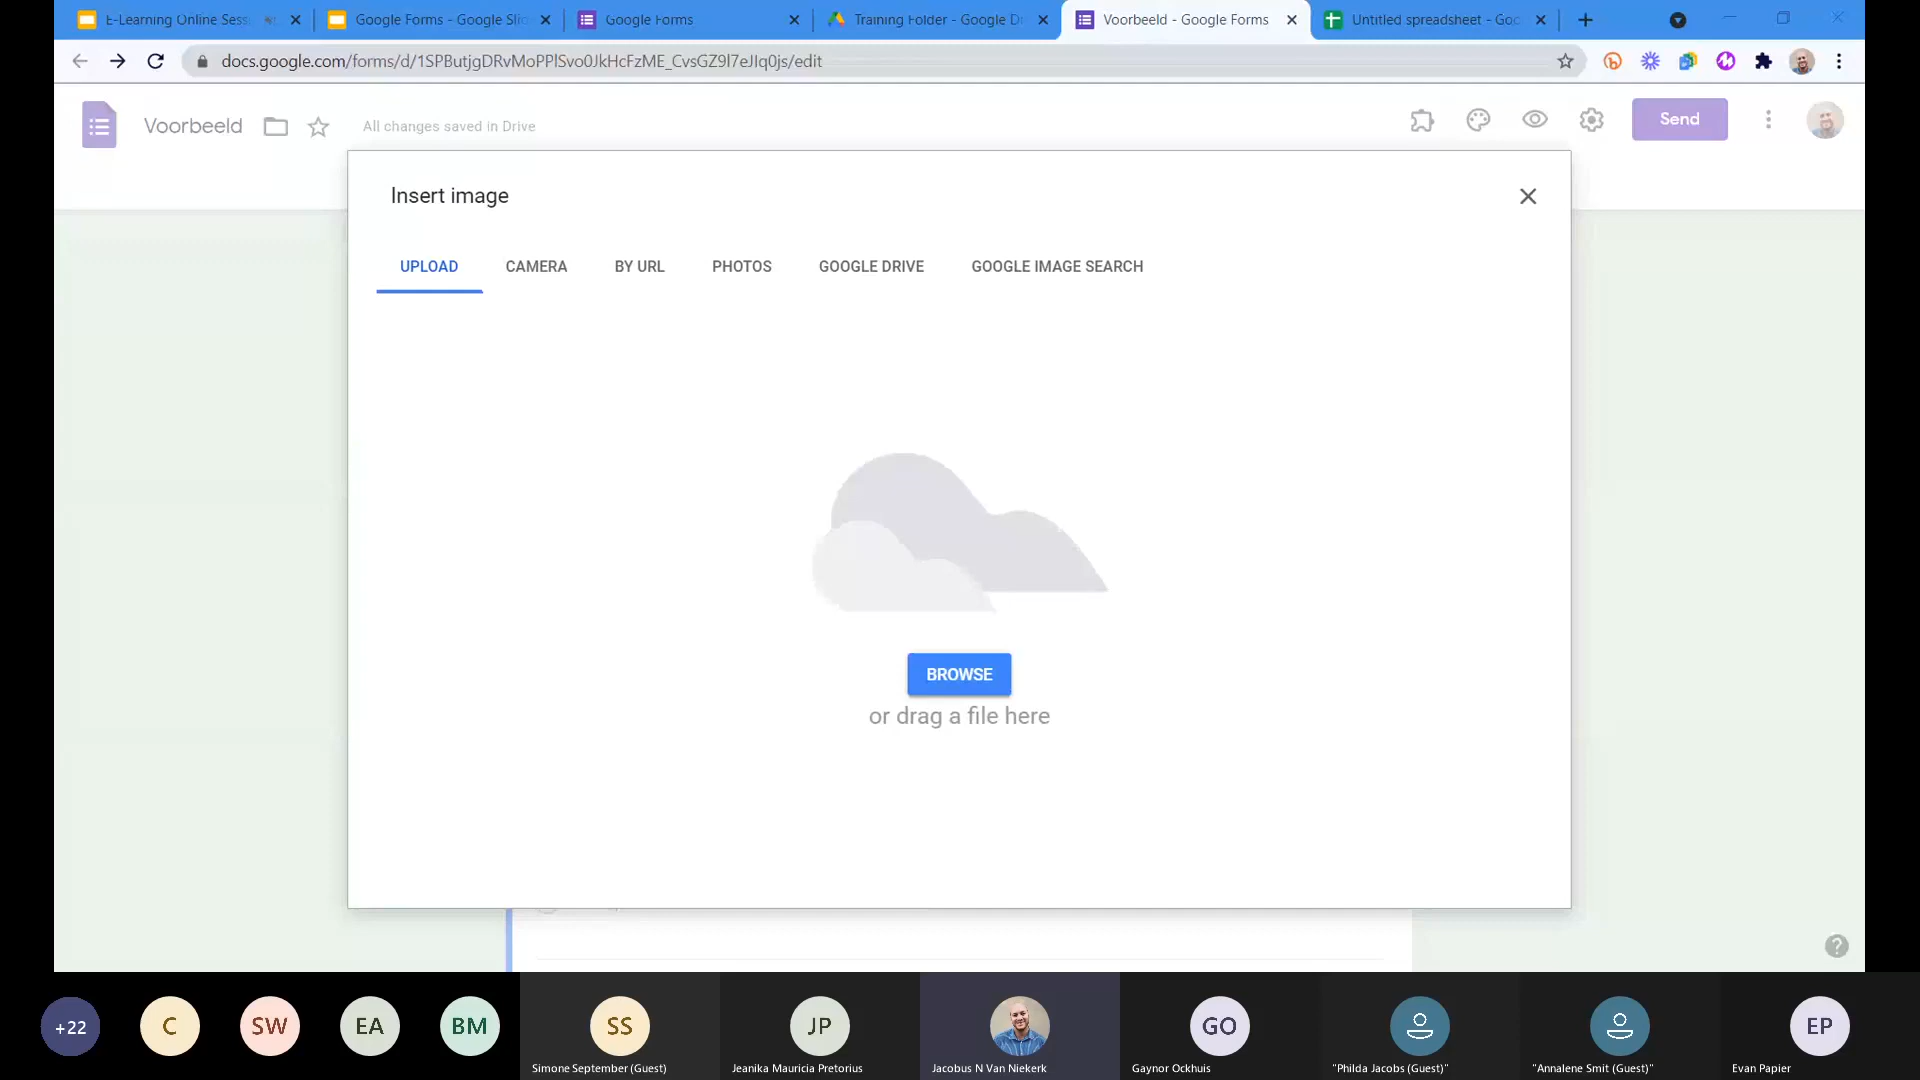 E-Learning Online Sess
Google Forms - Google Slid
Google Forms
Training Folder - Google Dr
Voorbeeld - Google Forms
Untitled spreadsheet - Goo
docs.google.com/forms/d/1SPButjgDRvMoPPlSvo0JkHcFzME_CvsGZ9l7eJIq0js/edit
Voorbeeld
All changes saved in Drive
Send
Insert image
UPLOAD
CAMERA
BY URL
PHOTOS
GOOGLE DRIVE
GOOGLE IMAGE SEARCH
BROWSE
or drag a file here
+22
C
SW
EA
BM
SS
JP
GO
EP
Simone September (Guest)
Jeanika Mauricia Pretorius
Jacobus N Van Niekerk
Gaynor Ockhuis
"Philda Jacobs (Guest)"
"Annalene Smit (Guest)"
Evan Papier